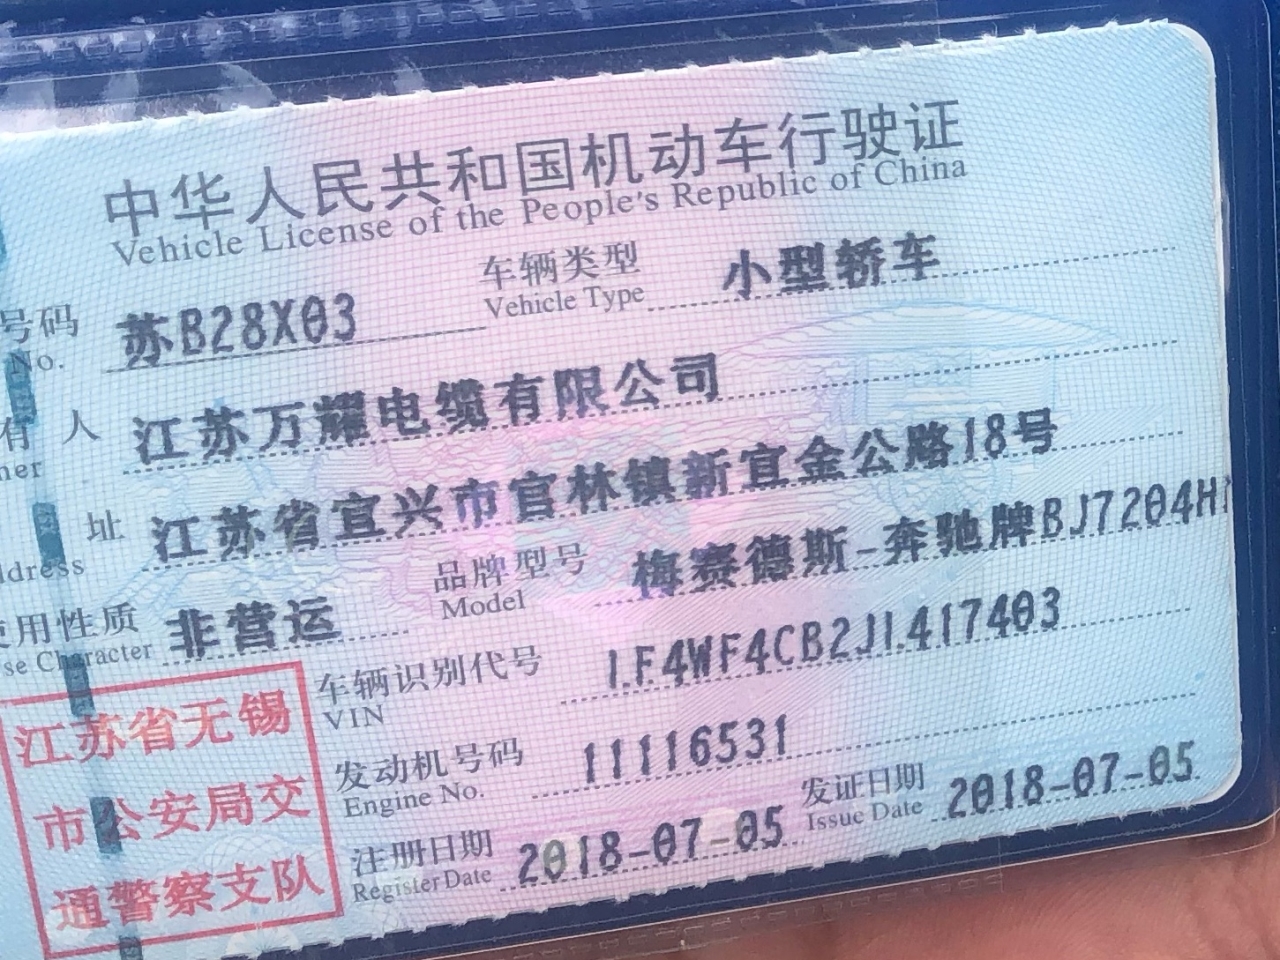 中华人民共和国机动车行驶证
Vehicle License of the People's Republic of China
号码 苏B28X03 车辆类型 小型轿车
No. Vehicle Type
有 人 江苏万耀电缆有限公司
ner
址 江苏省宜兴市官林镇新宜金公路18号
ddress
使用性质 非营运 品牌型号 梅赛德斯-奔驰牌BJ7204H
se Character Model
车辆识别代号 LF4WF4CB2JL417403
VIN
发动机号码 11116531
Engine No.
注册日期 2018-07-05 发证日期 2018-07-05
Register Date Issue Date
江苏省无锡
市公安局交
通警察支队